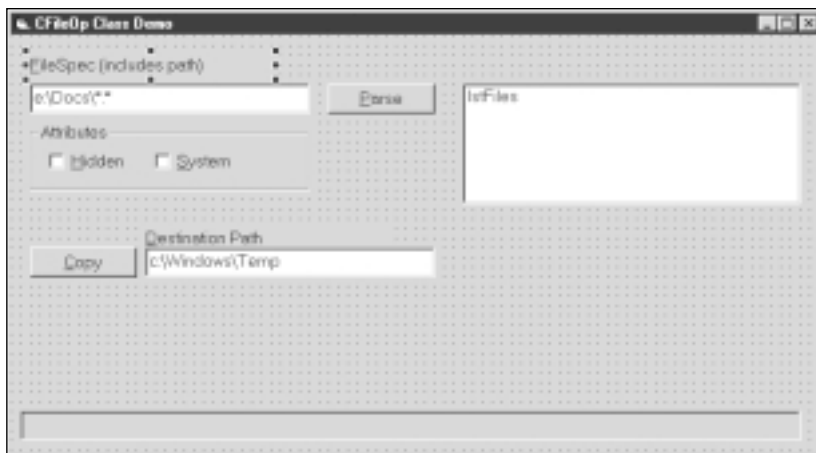 CFileOp Class Demo
FileSpec (includes path)
e:\Docs\*.*
Parse
lstFiles
Attributes
Hidden
System
Destination Path
Copy
c:\Windows\Temp